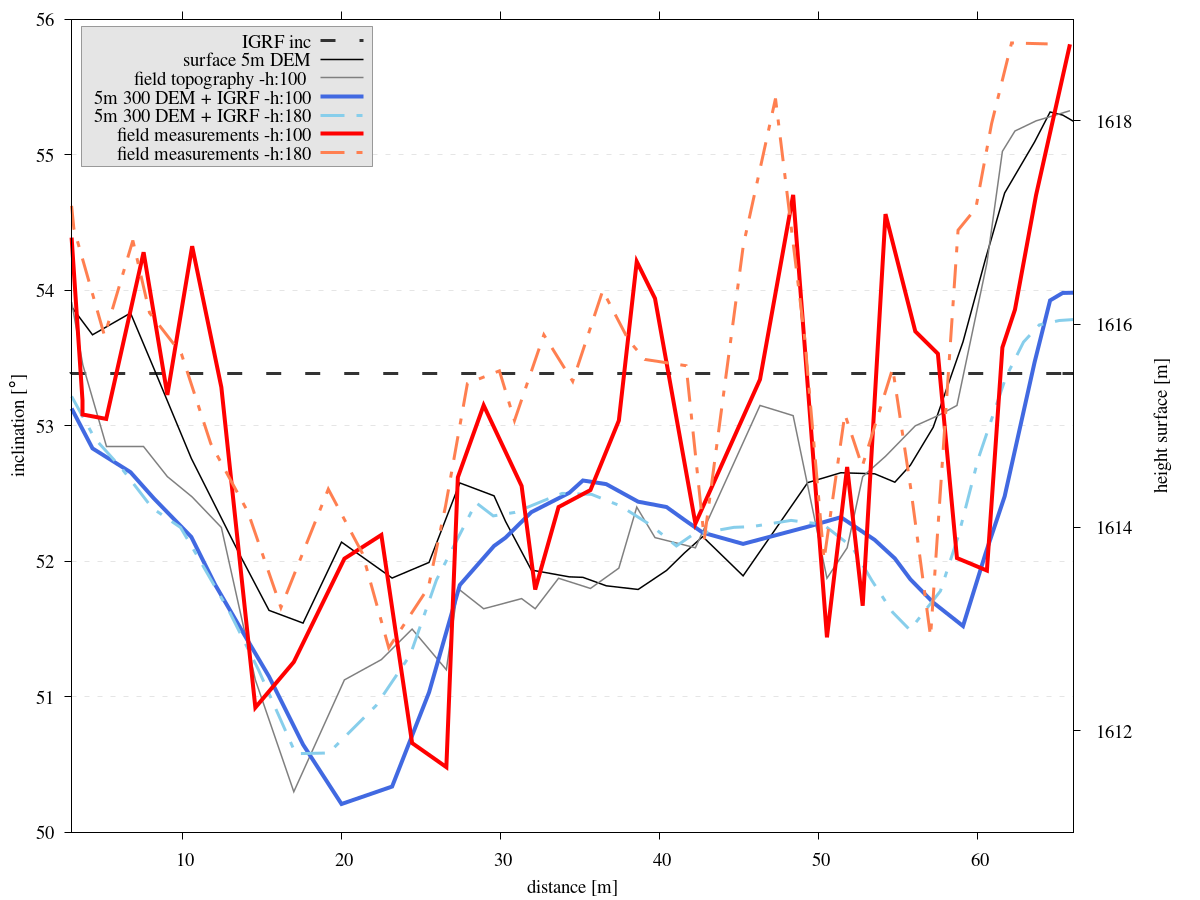 56
55
54
53
52
51
50
IGRF inc
surface 5m DEM
field topography -h:100
5m 300 DEM + IGRF -h:100
5m 300 DEM + IGRF -h:180
field measurements -h:100
field measurements -h:180
inclination [°]
1618
1616
1614
1612
height surface [m]
10
20
30
40
50
60
distance [m]